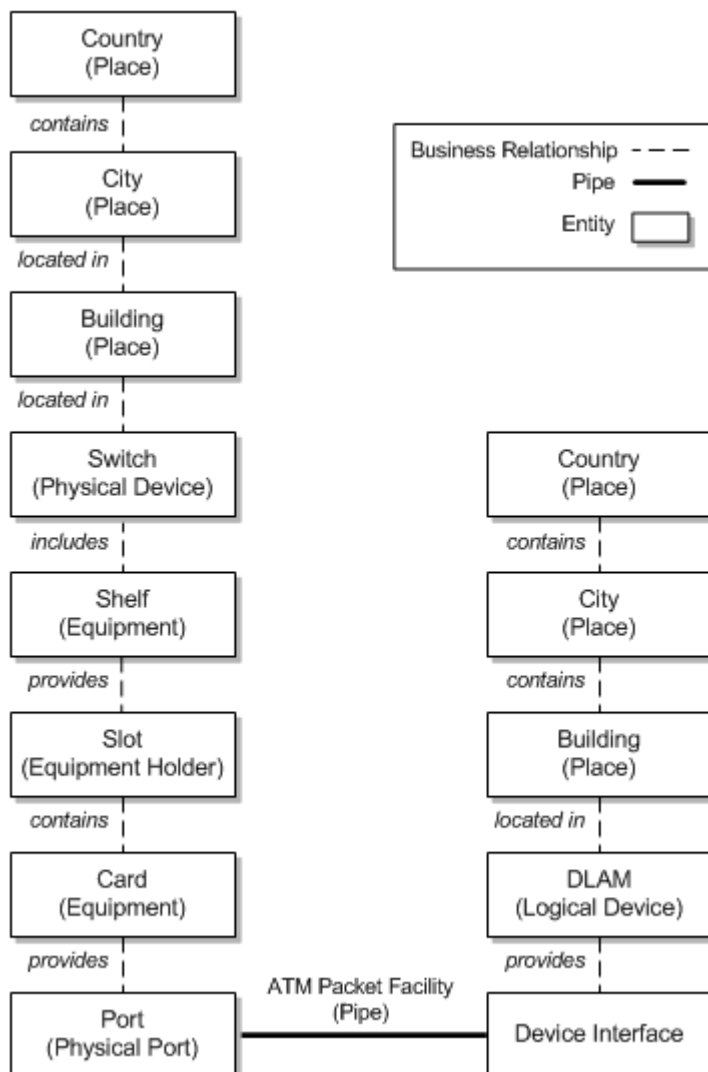 Country
(Place)
contains
City
(Place)
located in
Building
(Place)
located in
Switch
(Physical Device)
includes
Shelf
(Equipment)
provides
Slot
(Equipment Holder)
contains
Card
(Equipment)
provides
Port
(Physical Port)
ATM Packet Facility
(Pipe)
Business Relationship
Pipe
Entity
Country
(Place)
contains
City
(Place)
contains
Building
(Place)
located in
DLAM
(Logical Device)
provides
Device Interface